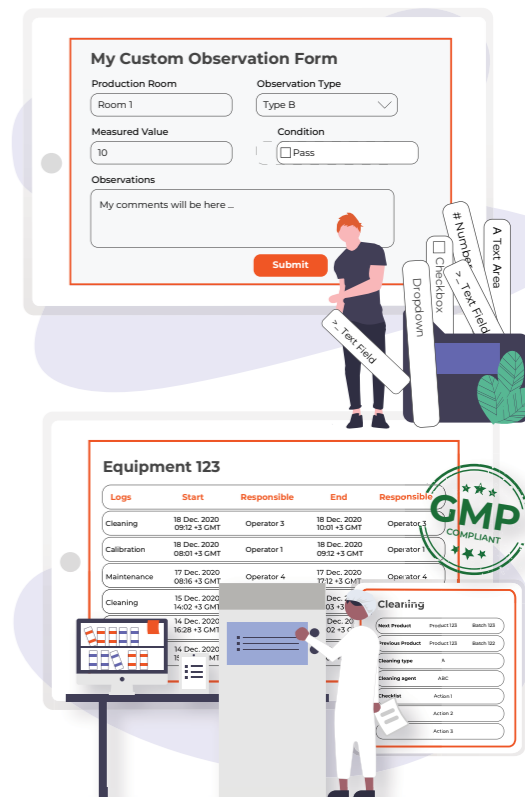 My Custom Observation Form
Production Room
Observation Type
Room 1
Type B
Measured Value
Condition
10
Pass
Observations
My comments will be here ...
Submit
>_ Text Field
Dropdown
Checkbox
# Number
>_ Text Field
A Text Area
Equipment 123
Logs Start Responsible End Responsible
Cleaning 18 Dec. 2020 09:12 +3 GMT Operator 3 18 Dec. 2020 10:01 +3 GMT Operator 3
Calibration 18 Dec. 2020 08:01 +3 GMT Operator 1 18 Dec. 2020 09:12 +3 GMT Operator 1
Maintenance 17 Dec. 2020 08:16 +3 GMT Operator 4 17 Dec. 2020 17:12 +3 GMT Operator 4
Cleaning 15 Dec. 2020 14:02 +3 GMT Dec.
14 Dec. 2020 16:28 +3 GMT
14 Dec. 2020
GMP
COMPLIANT
Cleaning
Next Product Product 123 Batch 123
Previous Product Product 123 Batch 122
Cleaning type A
Cleaning agent ABC
Checklist Action 1
Action 2
Action 3